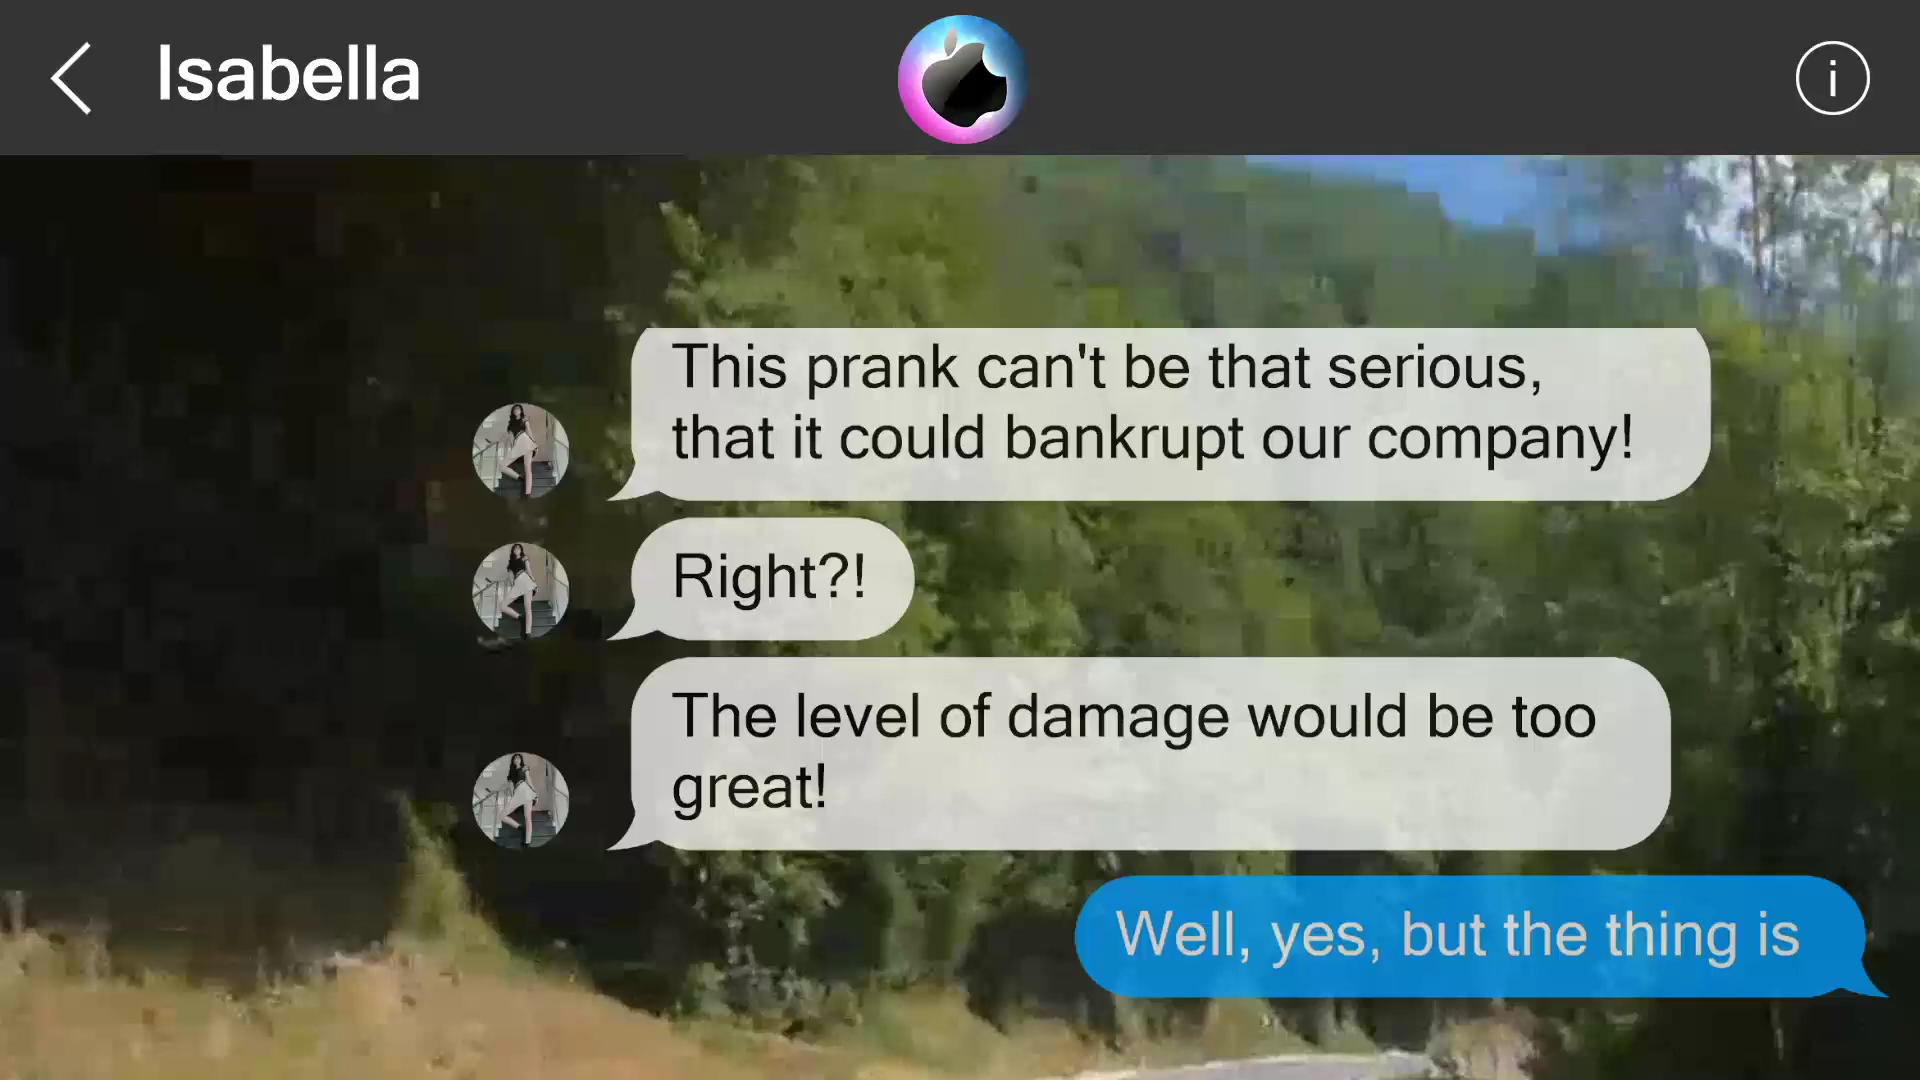 Isabella
This prank can't be that serious,
that it could bankrupt our company!
Right?!
The level of damage would be too
great!
Well, yes, but the thing is